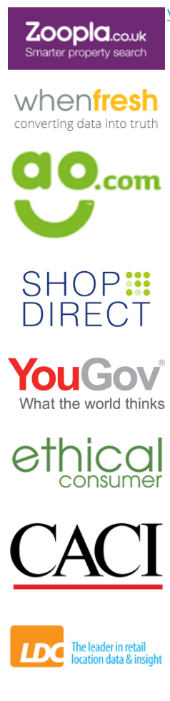 Zoopla.co.uk
Smarter property search
whenfresh
converting data into truth
ao.com
SHOP
DIRECT
YouGov®
What the world thinks
ethical
consumer
CACI
LDC The leader in retail
location data & insight